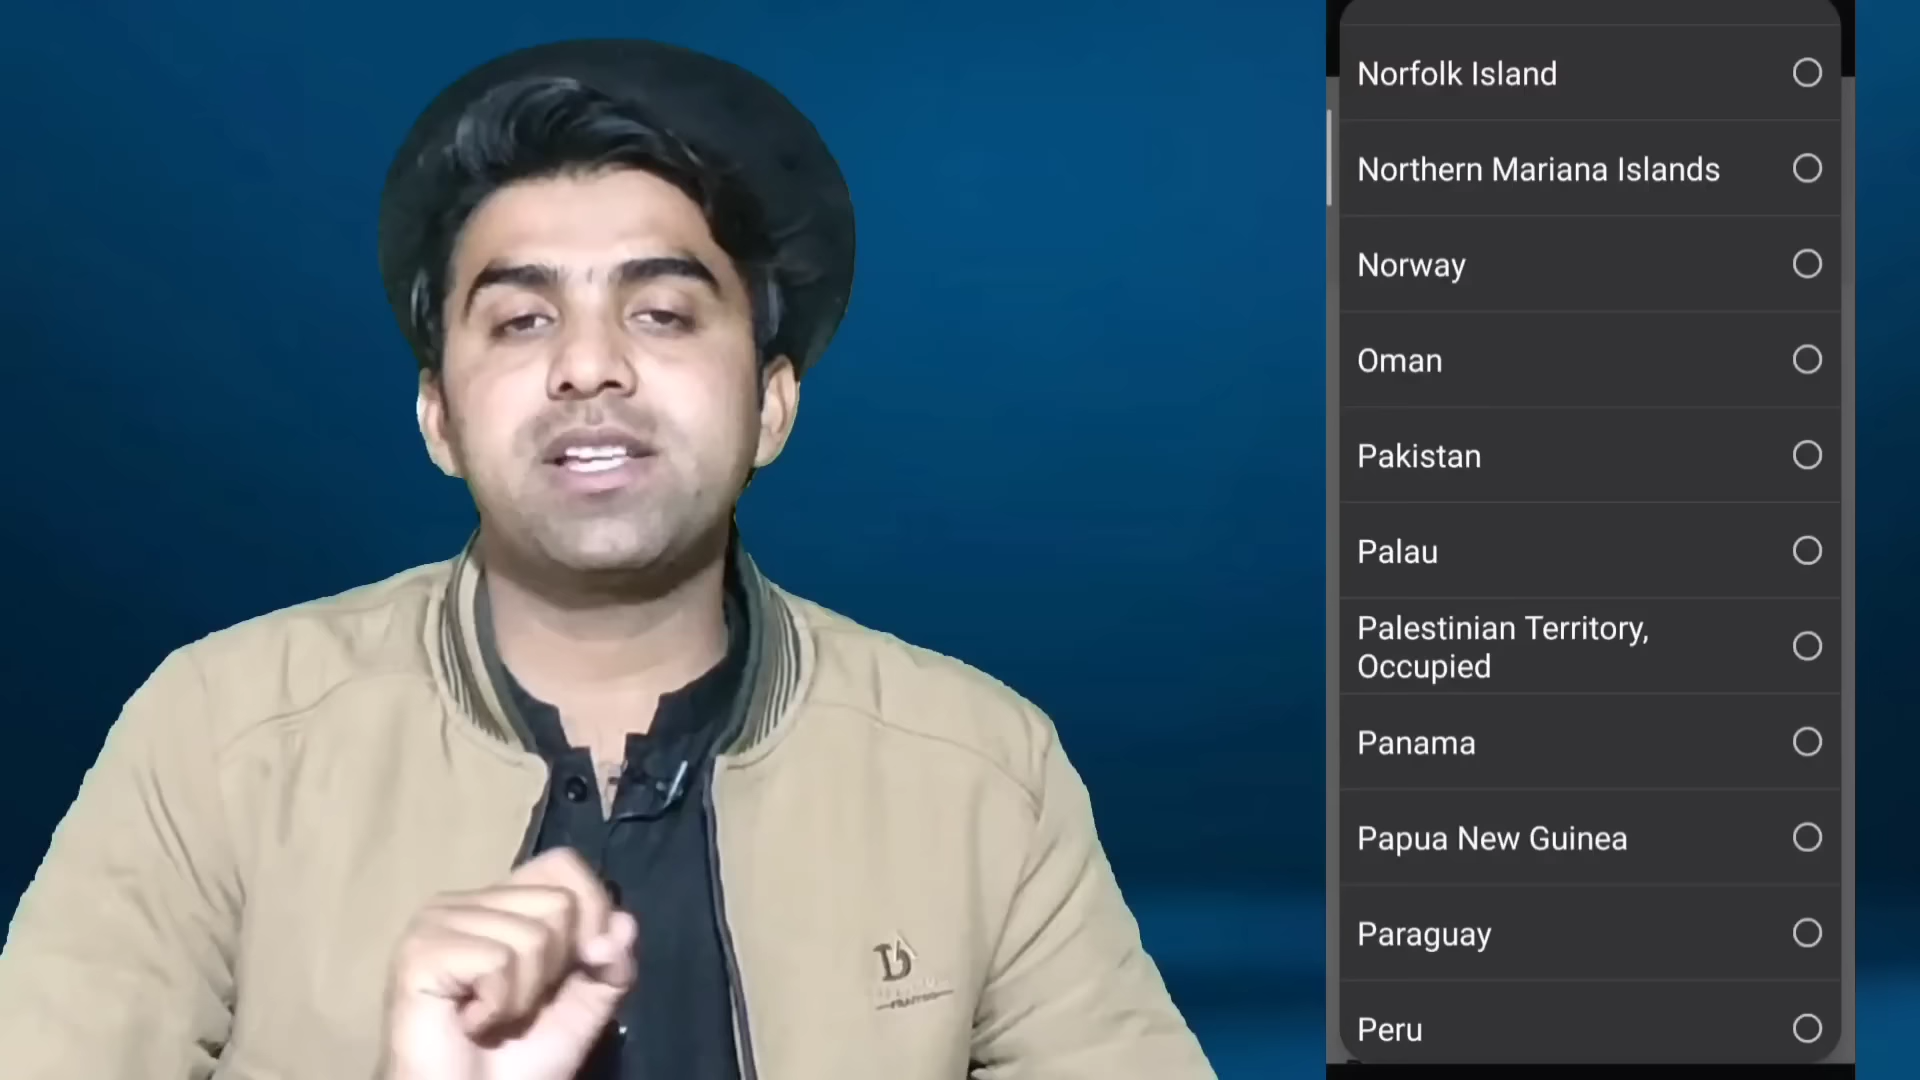 Norfolk Island
Northern Mariana Islands
Norway
Oman
Pakistan
Palau
Palestinian Territory,
Occupied
Panama
Papua New Guinea
Paraguay
Peru